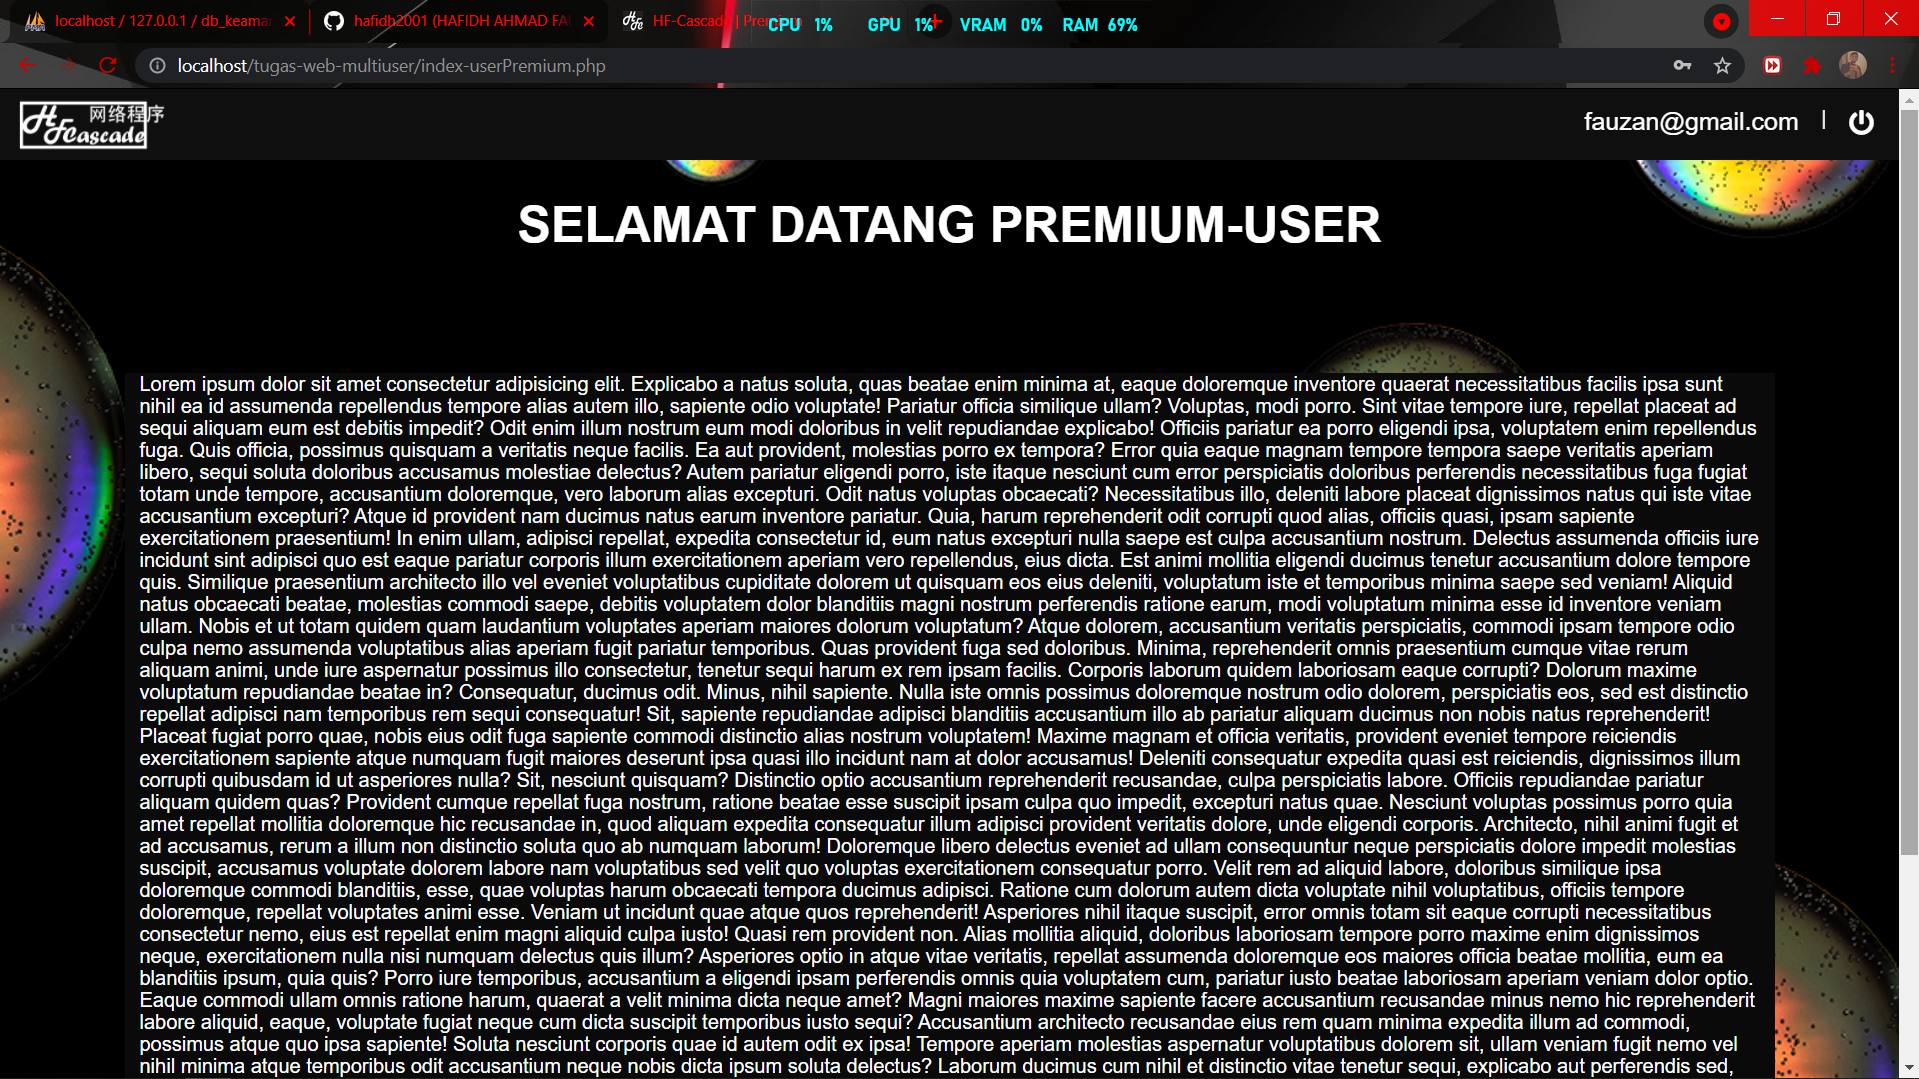 localhost / 127.0.0.1 / db_keamar
hafidh2001 (HAFIDH AHMAD FA
HF-Cascad | Prem
CPU 1% GPU 1% VRAM 0% RAM 69%
localhost/tugas-web-multiuser/index-userPremium.php
HFCascade 网络程序
fauzan@gmail.com |
SELAMAT DATANG PREMIUM-USER
Lorem ipsum dolor sit amet consectetur adipisicing elit. Explicabo a natus soluta, quas beatae enim minima at, eaque doloremque inventore quaerat necessitatibus facilis ipsa sunt
nihil ea id assumenda repellendus tempore alias autem illo, sapiente odio voluptate! Pariatur officia similique ullam? Voluptas, modi porro. Sint vitae tempore iure, repellat placeat ad
sequi aliquam eum est debitis impedit? Odit enim illum nostrum eum modi doloribus in velit repudiandae explicabo! Officiis pariatur ea porro eligendi ipsa, voluptatem enim repellendus
fuga. Quis officia, possimus quisquam a veritatis neque facilis. Ea aut provident, molestias porro ex tempora? Error quia eaque magnam tempore tempora saepe veritatis aperiam
libero, sequi soluta doloribus accusamus molestiae delectus? Autem pariatur eligendi porro, iste itaque nesciunt cum error perspiciatis doloribus perferendis necessitatibus fuga fugiat
totam unde tempore, accusantium doloremque, vero laborum alias excepturi. Odit natus voluptas obcaecati? Necessitatibus illo, deleniti labore placeat dignissimos natus qui iste vitae
accusantium excepturi? Atque id provident nam ducimus natus earum inventore pariatur. Quia, harum reprehenderit odit corrupti quod alias, officiis quasi, ipsam sapiente
exercitationem praesentium! In enim ullam, adipisci repellat, expedita consectetur id, eum natus excepturi nulla saepe est culpa accusantium nostrum. Delectus assumenda officiis iure
incidunt sint adipisci quo est eaque pariatur corporis illum exercitationem aperiam vero repellendus, eius dicta. Est animi mollitia eligendi ducimus tenetur accusantium dolore tempore
quis. Similique praesentium architecto illo vel eveniet voluptatibus cupiditate dolorem ut quisquam eos eius deleniti, voluptatum iste et temporibus minima saepe sed veniam! Aliquid
natus obcaecati beatae, molestias commodi saepe, debitis voluptatem dolor blanditiis magni nostrum perferendis ratione earum, modi voluptatum minima esse id inventore veniam
ullam. Nobis et ut totam quidem quam laudantium voluptates aperiam maiores dolorum voluptatum? Atque dolorem, accusantium veritatis perspiciatis, commodi ipsam tempore odio
culpa nemo assumenda voluptatibus alias aperiam fugit pariatur temporibus. Quas provident fuga sed doloribus. Minima, reprehenderit omnis praesentium cumque vitae rerum
aliquam animi, unde iure aspernatur possimus illo consectetur, tenetur sequi harum ex rem ipsam facilis. Corporis laborum quidem laboriosam eaque corrupti? Dolorum maxime
voluptatum repudiandae beatae in? Consequatur, ducimus odit. Minus, nihil sapiente. Nulla iste omnis possimus doloremque nostrum odio dolorem, perspiciatis eos, sed est distinctio
repellat adipisci nam temporibus rem sequi consequatur! Sit, sapiente repudiandae adipisci blanditiis accusantium illo ab pariatur aliquam ducimus non nobis natus reprehenderit!
Placeat fugiat porro quae, nobis eius odit fuga sapiente commodi distinctio alias nostrum voluptatem! Maxime magnam et officia veritatis, provident eveniet tempore reiciendis
exercitationem sapiente atque numquam fugit maiores deserunt ipsa quasi illo incidunt nam at dolor accusamus! Deleniti consequatur expedita quasi est reiciendis, dignissimos illum
corrupti quibusdam id ut asperiores nulla? Sit, nesciunt quisquam? Distinctio optio accusantium reprehenderit recusandae, culpa perspiciatis labore. Officiis repudiandae pariatur
aliquam quidem quas? Provident cumque repellat fuga nostrum, ratione beatae esse suscipit ipsam culpa quo impedit, excepturi natus quae. Nesciunt voluptas possimus porro quia
amet repellat mollitia doloremque hic recusandae in, quod aliquam expedita consequatur illum adipisci provident veritatis dolore, unde eligendi corporis. Architecto, nihil animi fugit et
ad accusamus, rerum a illum non distinctio soluta quo ab numquam laborum! Doloremque libero delectus eveniet ad ullam consequuntur neque perspiciatis dolore impedit molestias
suscipit, accusamus voluptate dolorem labore nam voluptatibus sed velit quo voluptas exercitationem consequatur porro. Velit rem ad aliquid labore, doloribus similique ipsa
doloremque commodi blanditiis, esse, quae voluptas harum obcaecati tempora ducimus adipisci. Ratione cum dolorum autem dicta voluptate nihil voluptatibus, officiis tempore
doloremque, repellat voluptates animi esse. Veniam ut incidunt quae atque quos reprehenderit! Asperiores nihil itaque suscipit, error omnis totam sit eaque corrupti necessitatibus
consectetur nemo, eius est repellat enim magni aliquid culpa iusto! Quasi rem provident non. Alias mollitia aliquid, doloribus laboriosam tempore porro maxime enim dignissimos
neque, exercitationem nulla nisi numquam delectus quis illum? Asperiores optio in atque vitae veritatis, repellat assumenda doloremque eos maiores officia beatae mollitia, eum ea
blanditiis ipsum, quia quis? Porro iure temporibus, accusantium a eligendi ipsam perferendis omnis quia voluptatem cum, pariatur iusto beatae laboriosam aperiam veniam dolor optio.
Eaque commodi ullam omnis ratione harum, quaerat a velit minima dicta neque amet? Magni maiores maxime sapiente facere accusantium recusandae minus nemo hic reprehenderit
labore aliquid, eaque, voluptate fugiat neque cum dicta suscipit temporibus iusto sequi? Accusantium architecto recusandae eius rem quam minima expedita illum ad commodi,
possimus atque quo ipsa sapiente! Soluta nesciunt corporis quae id autem odit ex ipsa! Tempore aperiam molestias aspernatur voluptatibus dolorem sit, ullam veniam fugit nemo vel
nihil minima atque temporibus odit accusantium neque nobis dicta ipsum soluta delectus? Laborum ducimus cum nihil et distinctio vitae tenetur sequi, explicabo aut perferendis sed,